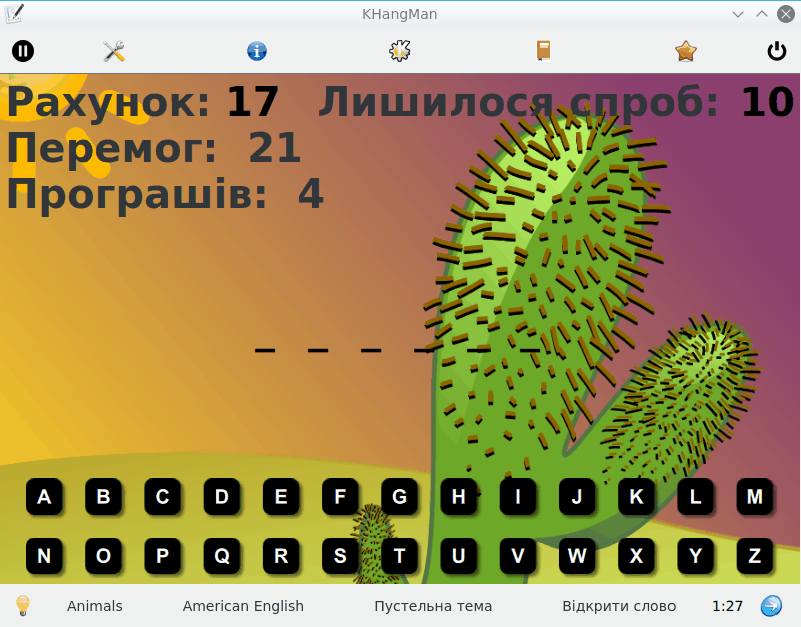 KHangMan
Рахунок: 17 Лишилося спроб: 10
Перемог: 21
Програшів: 4
_ _ _ _ _ _
A B C D E F G H I J K L M
N O P Q R S T U V W X Y Z
Animals American English Пустельна тема Відкрити слово 1:27